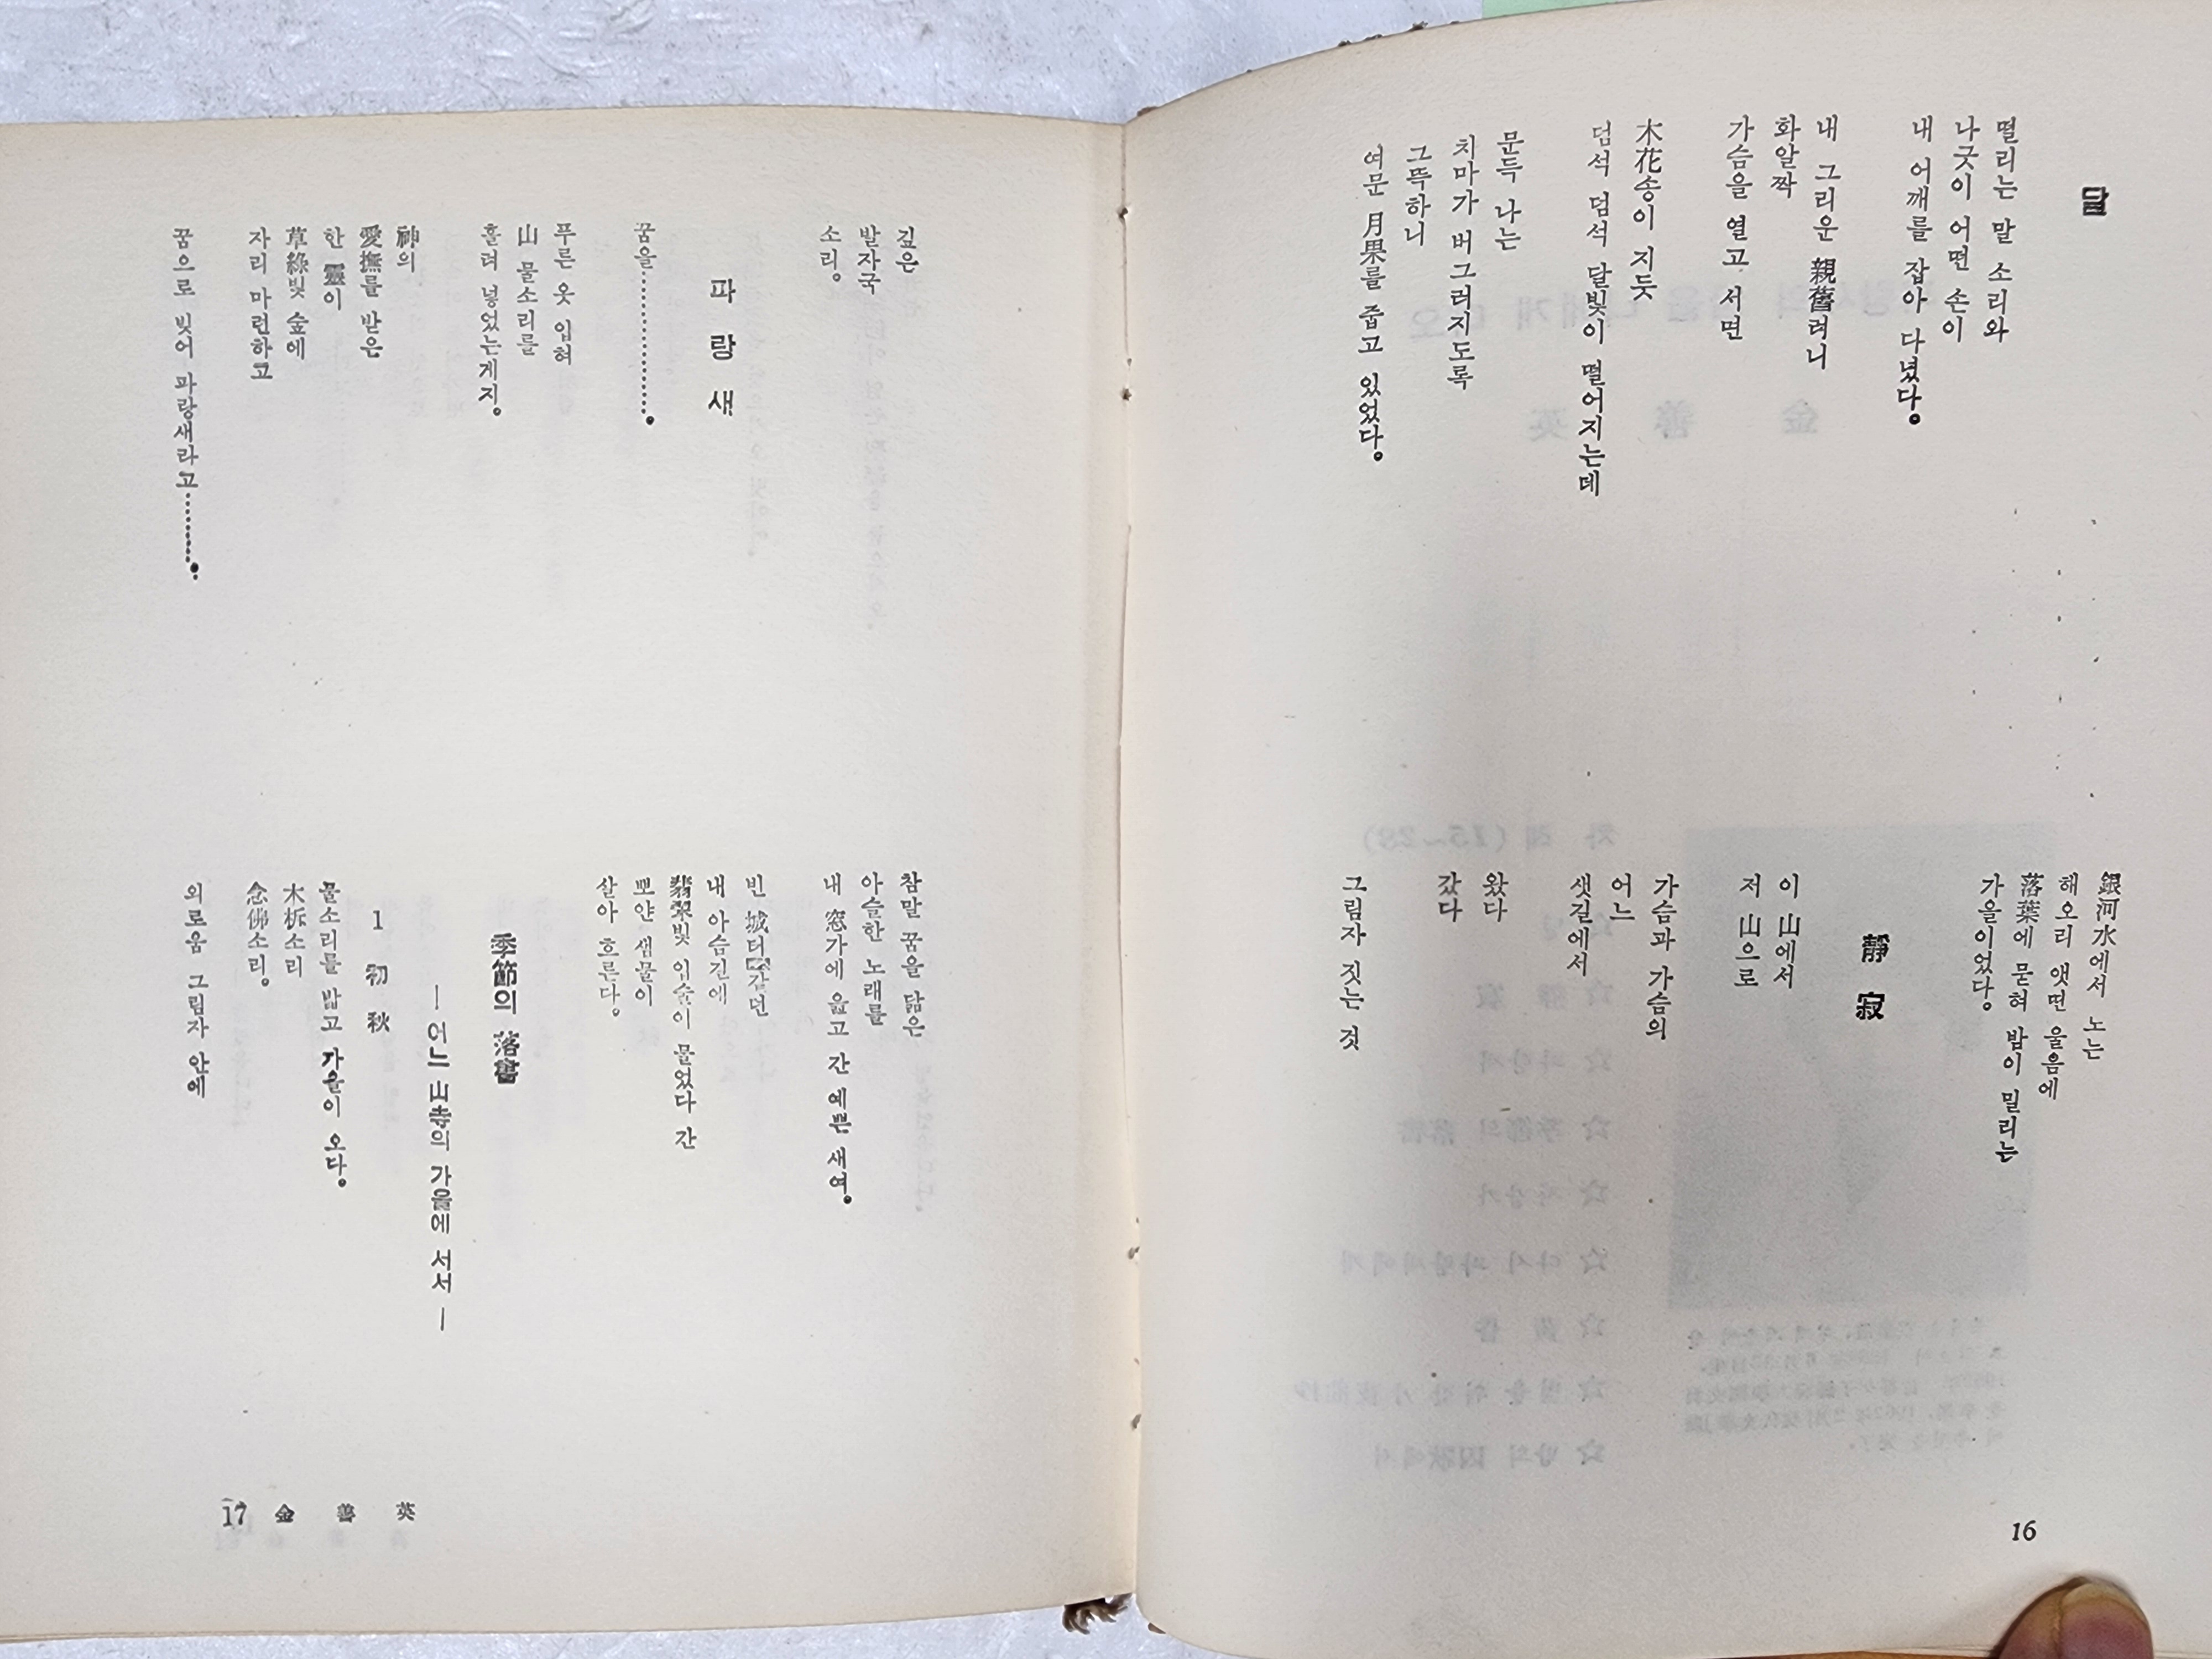 달
떨리는 말 소리와
나긋이 어떤 손이
내 어깨를 잡아 다녔다。
내 그리운 親舊려니
화알짝
가슴을 열고 서면
木花송이 지듯
덤석 덤석 달빛이 떨어지는데
문득 나는
치마가 버그러지도록
그뜩하니
여문 月果를 줍고 있었다。
銀河水에서 노는
해오리 앳떤 울음에
落葉에 묻혀 밤이 밀리는
가을이었다。
靜寂
이 山에서
저 山으로
가슴과 가슴의
어느
샛길에서
왔다
갔다
그림자 짓는 것
16
깊은
발자국
소리。
파랑새
꿈을…………。
푸른 옷 입혀
山 물소리를
흘려 넣었는게지。
神의
愛撫를 받은
한 靈이
草綠빛 숲에
자리 마련하고
꿈으로 빚어 파랑새라고………。
참말 꿈을 닮은
아슬한 노래를
내 窓가에 읊고 간 예쁜 새여。
빈 城터 같던
내 아슴긴에
翡翠빛 입술이 물었다 간
뽀얀 샘물이
살아 흐른다。
季節의 落書
― 어느 山寺의 가을에 서서 ―
1 初秋
물소리를 밟고 가을이 오다。
木柝소리
念佛소리。
외로움 그림자 안에
17 金善英